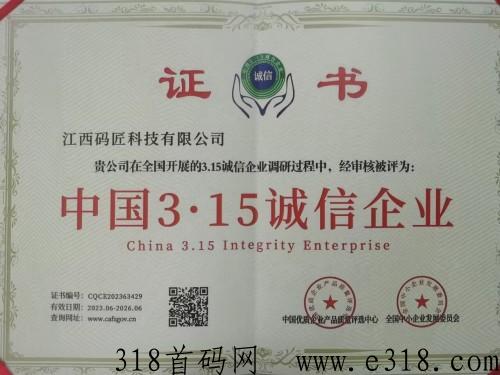 证 书
诚信
江西码匠科技有限公司
贵公司在全国开展的3.15诚信企业调研过程中，经审核被评为：
中国3·15诚信企业
China 3.15 Integrity Enterprise
证书编号：CQCE202363429
有效日期：2023.06-2026.06
查询网址：www.cafsgov.cn
中国优质企业产品质量评选中心
全国中小企业发展委员会
318首码网 www.e318.com